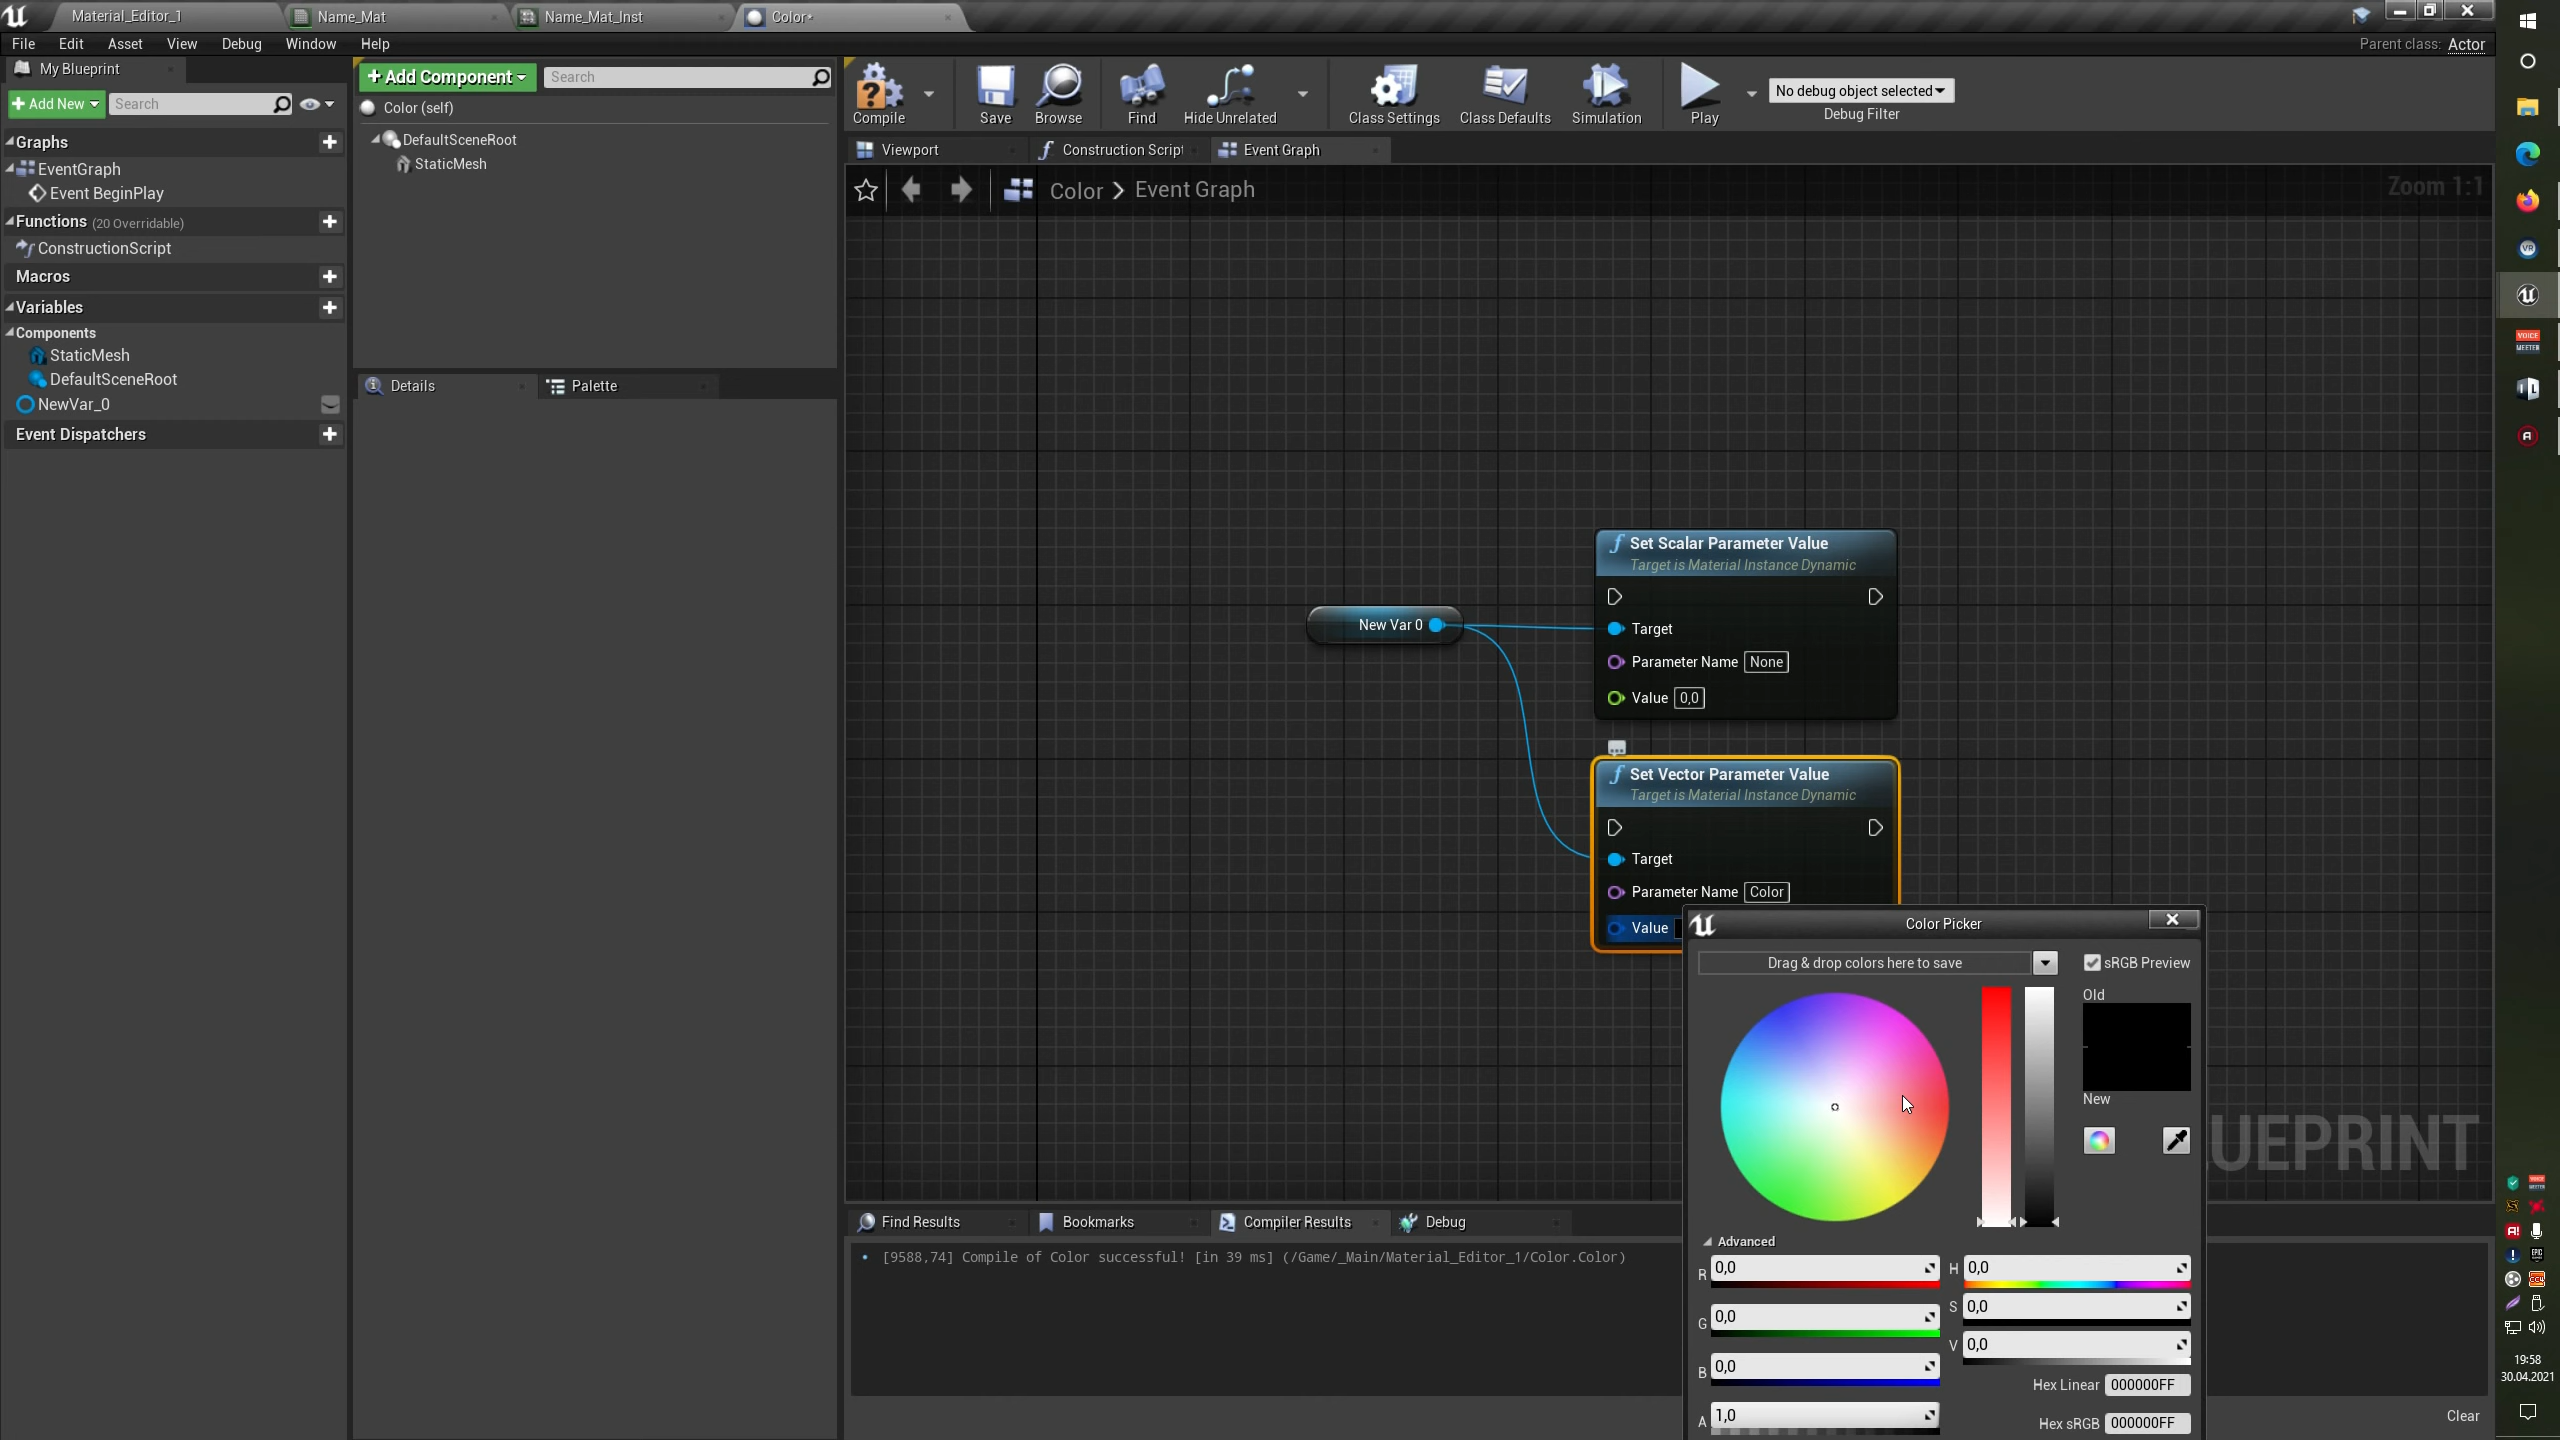 Material_Editor_1
Name_Mat
Name_Mat_Inst
Color*
File Edit Asset View Debug Window Help
Parent class: Actor
My Blueprint
Add New
Search
Graphs
EventGraph
Event BeginPlay
Functions (20 Overridable)
ConstructionScript
Macros
Variables
Components
StaticMesh
DefaultSceneRoot
NewVar_0
Event Dispatchers
Add Component
Search
Color (self)
DefaultSceneRoot
StaticMesh
Details
Palette
Compile
Save
Browse
Find
Hide Unrelated
Class Settings
Class Defaults
Simulation
Play
No debug object selected
Debug Filter
Viewport
Construction Script
Event Graph
Color > Event Graph
Zoom 1:1
New Var 0
Set Scalar Parameter Value
Target is Material Instance Dynamic
Target
Parameter Name None
Value 0,0
Set Vector Parameter Value
Target is Material Instance Dynamic
Target
Parameter Name Color
Value
Color Picker
Drag & drop colors here to save
sRGB Preview
Old
New
UEPRINT
Advanced
R 0,0
G 0,0
B 0,0
A 1,0
H 0,0
S 0,0
V 0,0
Hex Linear 000000FF
Hex sRGB 000000FF
Find Results
Bookmarks
Compiler Results
Debug
[9588,74] Compile of Color successful! [in 39 ms] (/Game/_Main/Material_Editor_1/Color.Color)
Clear
19:58
30.04.2021